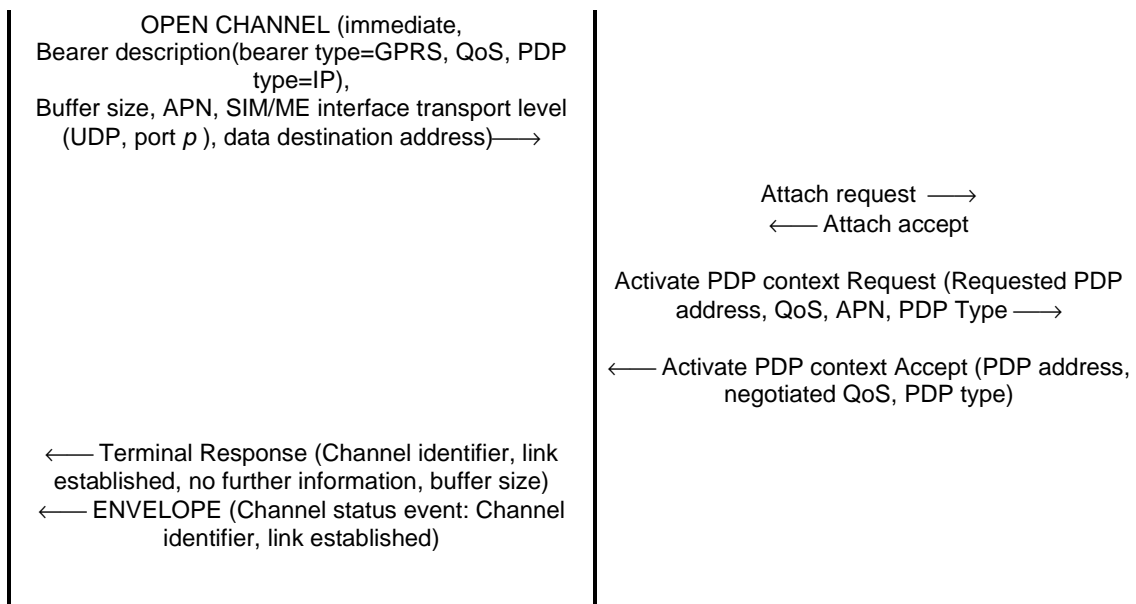 OPEN CHANNEL (immediate,
Bearer description(bearer type=GPRS, QoS, PDP
type=IP),
Buffer size, APN, SIM/ME interface transport level
(UDP, port p ), data destination address)⟶
Attach request ⟶
⟵ Attach accept
Activate PDP context Request (Requested PDP
address, QoS, APN, PDP Type ⟶
⟵ Activate PDP context Accept (PDP address,
negotiated QoS, PDP type)
⟵ Terminal Response (Channel identifier, link
established, no further information, buffer size)
⟵ ENVELOPE (Channel status event: Channel
identifier, link established)